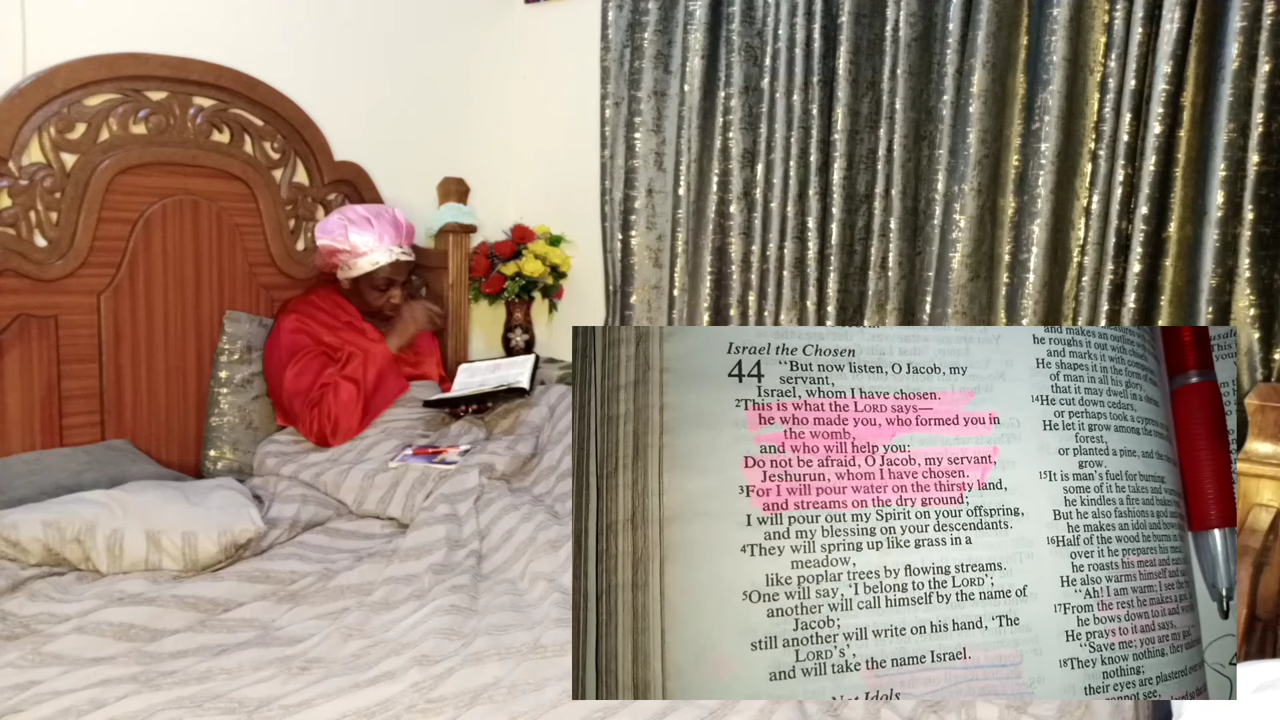 Israel the Chosen
44 "But now listen, O Jacob, my
servant,
Israel, whom I have chosen.
2This is what the LORD says—
he who made you, who formed you in
the womb,
and who will help you:
Do not be afraid, O Jacob, my servant,
Jeshurun, whom I have chosen.
3For I will pour water on the thirsty land,
and streams on the dry ground;
I will pour out my Spirit on your offspring,
and my blessing on your descendants.
4They will spring up like grass in a
meadow,
like poplar trees by flowing streams.
5One will say, 'I belong to the LORD';
another will call himself by the name of
Jacob;
still another will write on his hand, 'The
LORD's',
and will take the name Israel.
Not Idols
and makes an outline
he roughs it out with chisels
and marks it with
He shapes it in the form of
of man in all his glory,
that it may dwell in a
14He cut down cedars,
or perhaps took a cypress
He let it grow among the
forest,
or planted a pine, and the
grow.
15It is man's fuel for burning;
some of it he takes and
he kindles a fire and
But he also fashions a god and
he makes an idol and bows
16Half of the wood he burns in
over it he prepares his meal,
he roasts his meat and
He also warms himself and
"Ah! I am warm; I see the
17From the rest he makes a god,
he bows down to it and
He prays to it and says,
"Save me; you are my god."
18They know nothing, they
nothing;
their eyes are plastered over
cannot see,